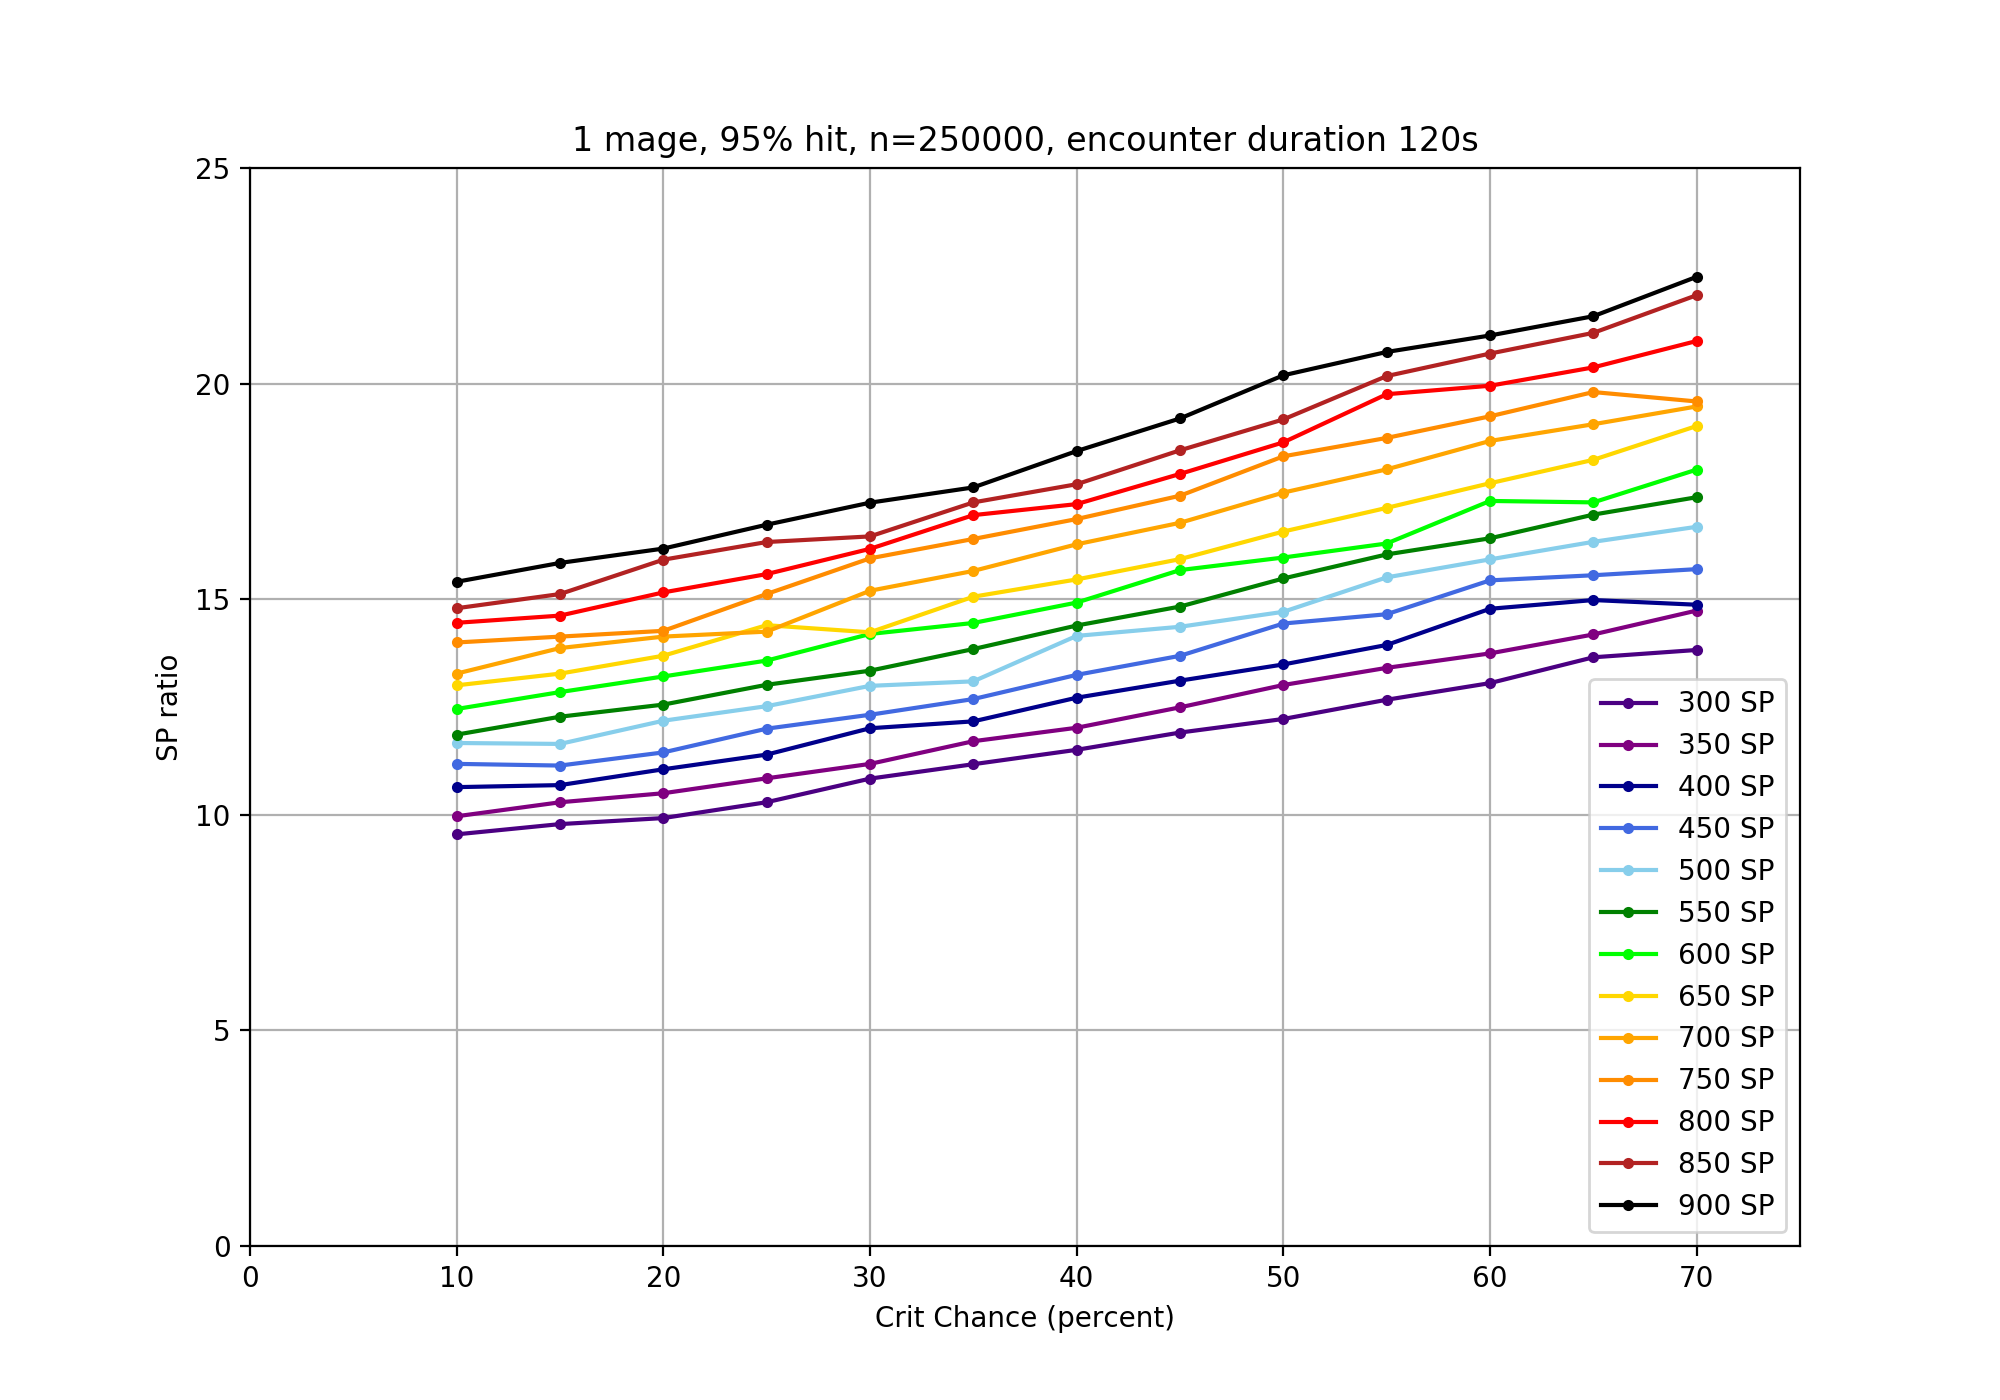 1 mage, 95% hit, n=250000, encounter duration 120s
25
20
15
10
5
0
SP ratio
0 10 20 30 40 50 60 70
Crit Chance (percent)
300 SP
350 SP
400 SP
450 SP
500 SP
550 SP
600 SP
650 SP
700 SP
750 SP
800 SP
850 SP
900 SP